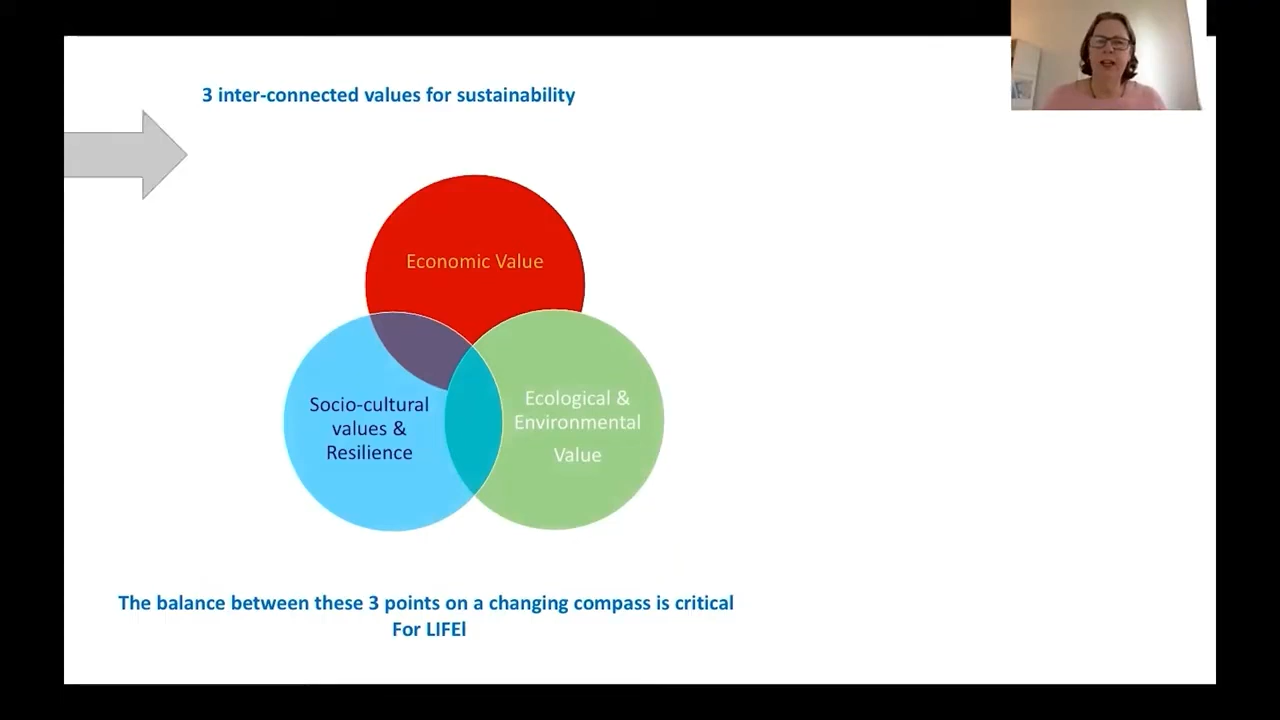 3 inter-connected values for sustainability
Economic Value
Socio-cultural
values &
Resilience
Ecological &
Environmental
Value
The balance between these 3 points on a changing compass is critical
For LIFEl